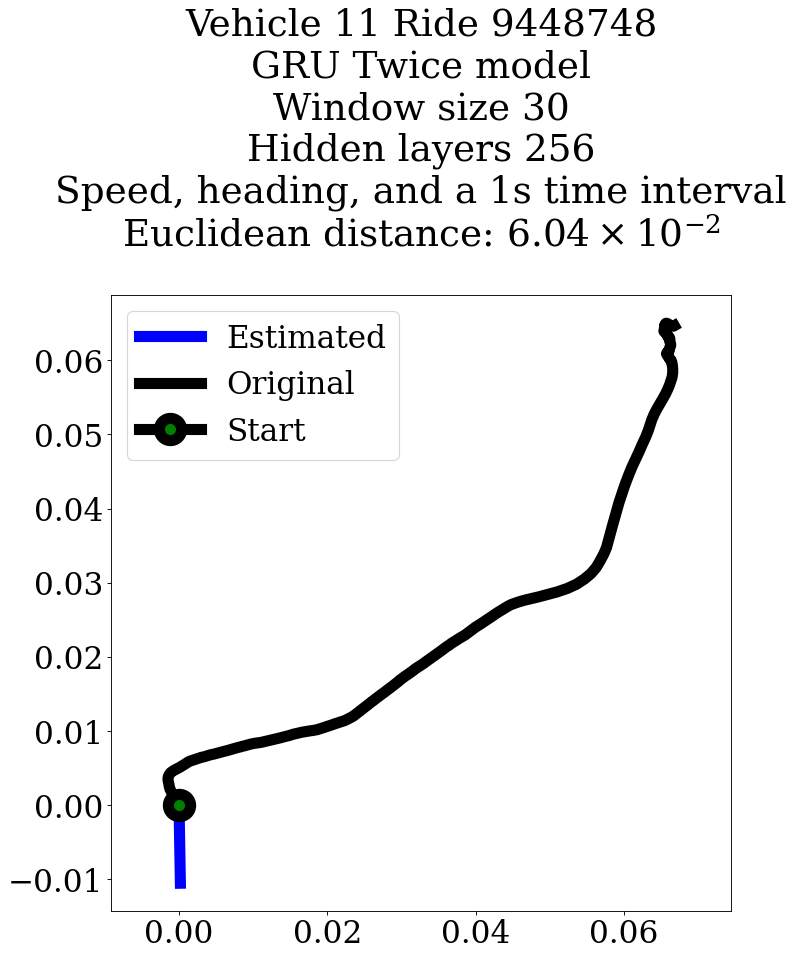 Vehicle 11 Ride 9448748
GRU Twice model
Window size 30
Hidden layers 256
Speed, heading, and a 1s time interval
Euclidean distance: 6.04 × 10⁻²
Estimated
Original
Start
0.06
0.05
0.04
0.03
0.02
0.01
0.00
−0.01
0.00 0.02 0.04 0.06